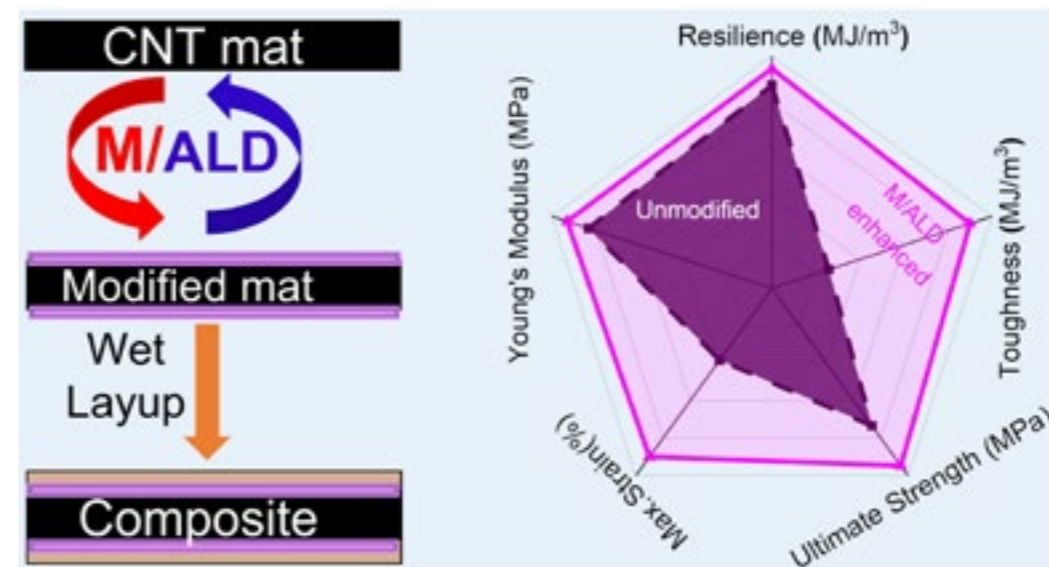 CNT mat
M/ALD
Modified mat
Wet
Layup
Composite
Resilience (MJ/m³)
Young's Modulus (MPa)
Toughness (MJ/m³)
Unmodified
M/ALD
enhanced
Max.Strain(%)
Ultimate Strength (MPa)